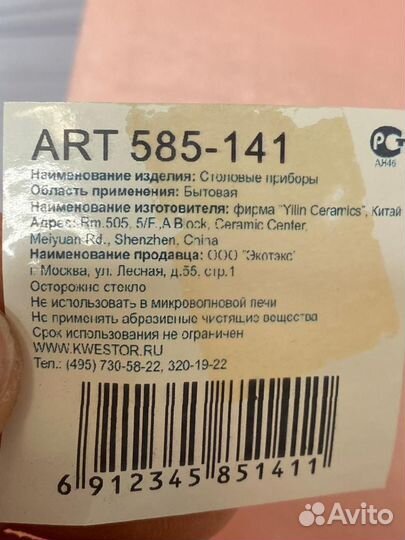 ART 585-141
РСТ
АЯ46
Наименование изделия: Столовые приборы
Область применения: Бытовая
Наименование изготовителя: фирма "Yilin Ceramics", Китай
Адрес: Rm.505, 5/F.,A Block, Ceramic Center,
Meiyuan Rd., Shenzhen, China
Наименование продавца: ООО "Экотэкс"
г. Москва, ул. Лесная, д.55, стр.1
Осторожно стекло
Не использовать в микроволновой печи
Не применять абразивные чистящие вещества
Срок использования не ограничен
WWW.KWESTOR.RU
Тел.: (495) 730-58-22, 320-19-22
6 912345 851411
Avito